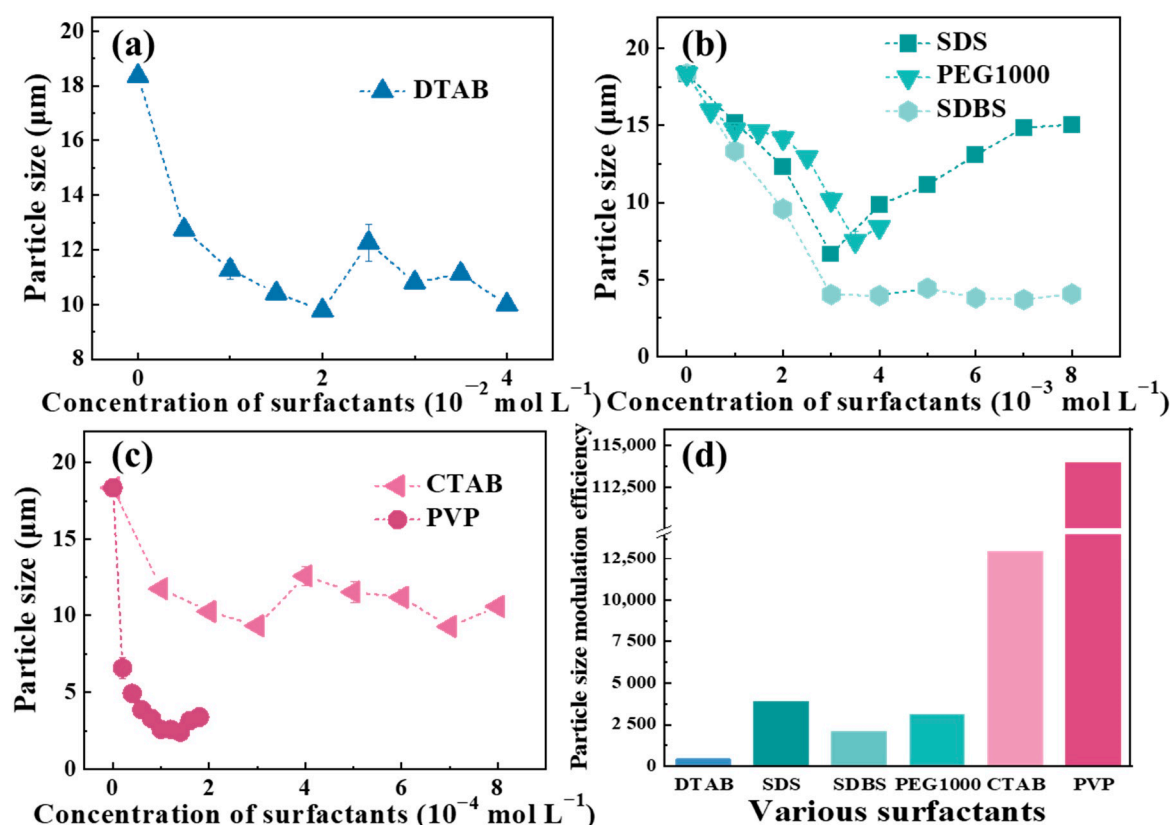 (a)
DTAB
Particle size (μm)
20
18
16
14
12
10
8
0
2
4
Concentration of surfactants (10⁻² mol L⁻¹)
(b)
SDS
PEG1000
SDBS
Particle size (μm)
20
15
10
5
0
0
2
4
6
8
Concentration of surfactants (10⁻³ mol L⁻¹)
(c)
CTAB
PVP
Particle size (μm)
20
15
10
5
0
0
2
4
6
8
Concentration of surfactants (10⁻⁴ mol L⁻¹)
(d)
Particle size modulation efficiency
115,000
112,500
12,500
10,000
7 500
5 000
2 500
0
DTAB
SDS
SDBS
PEG1000
CTAB
PVP
Various surfactants